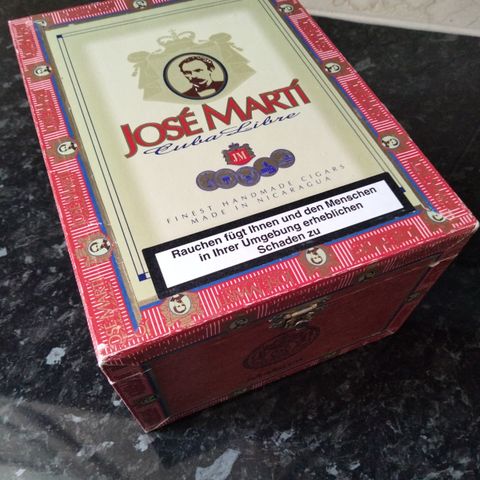 JOSÉ MARTÍ
Cuba Libre
JM
FINEST HANDMADE CIGARS
MADE IN NICARAGUA
Rauchen fügt Ihnen und den Menschen
in Ihrer Umgebung erheblichen
Schaden zu